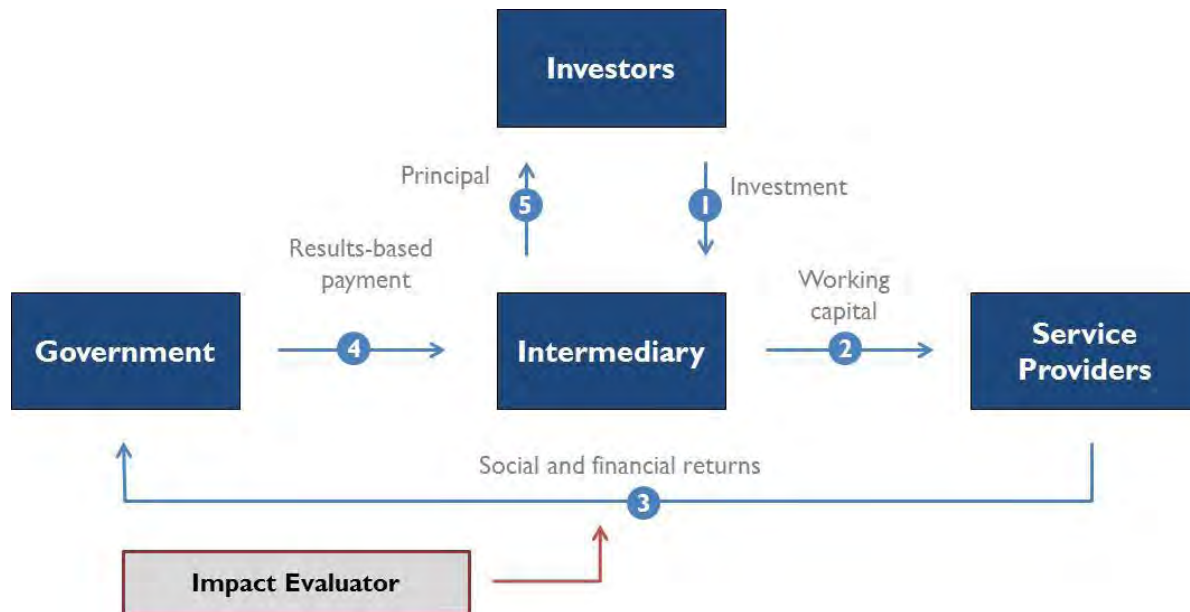 Investors
Principal
5
1
Investment
Results-based
payment
Working
capital
Government
4
Intermediary
2
Service
Providers
Social and financial returns
3
Impact Evaluator